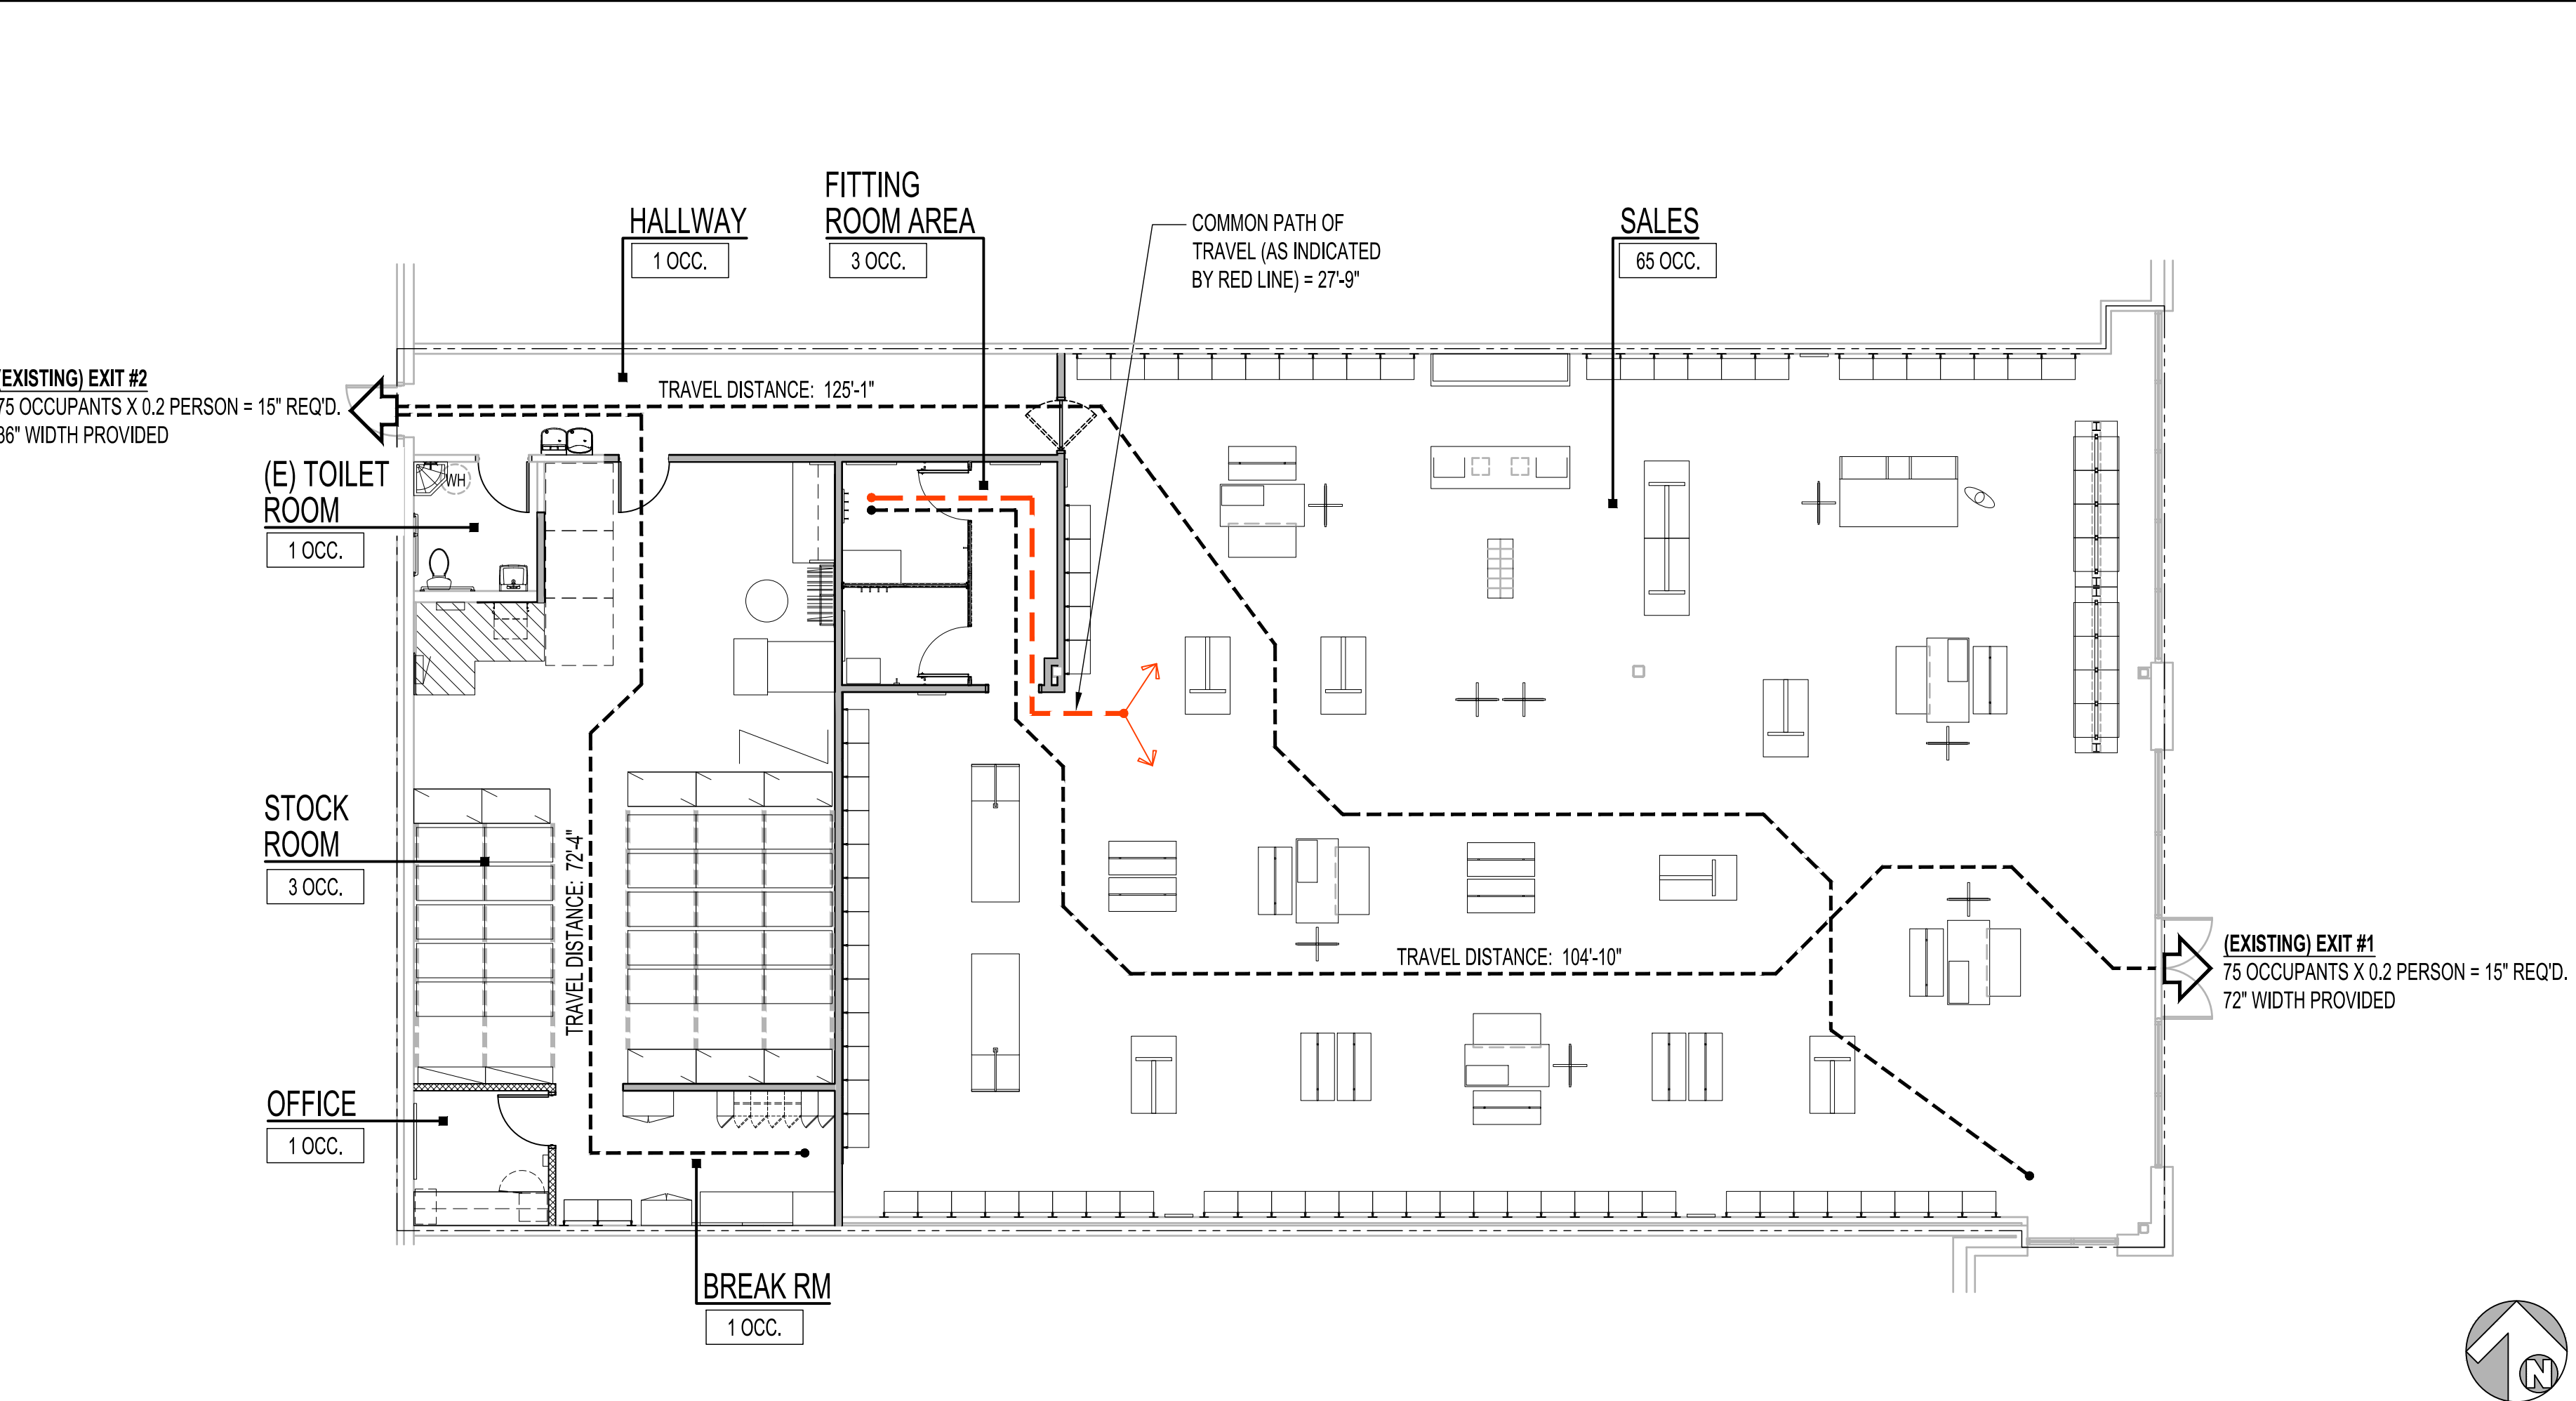 HALLWAY
1 OCC.
FITTING
ROOM AREA
3 OCC.
COMMON PATH OF
TRAVEL (AS INDICATED
BY RED LINE) = 27'-9"
SALES
65 OCC.
(EXISTING) EXIT #2
75 OCCUPANTS X 0.2 PERSON = 15" REQ'D.
36" WIDTH PROVIDED
TRAVEL DISTANCE: 125'-1"
(E) TOILET
ROOM
1 OCC.
WH
STOCK
ROOM
3 OCC.
TRAVEL DISTANCE: 72'-4"
TRAVEL DISTANCE: 104'-10"
(EXISTING) EXIT #1
75 OCCUPANTS X 0.2 PERSON = 15" REQ'D.
72" WIDTH PROVIDED
OFFICE
1 OCC.
BREAK RM
1 OCC.
N